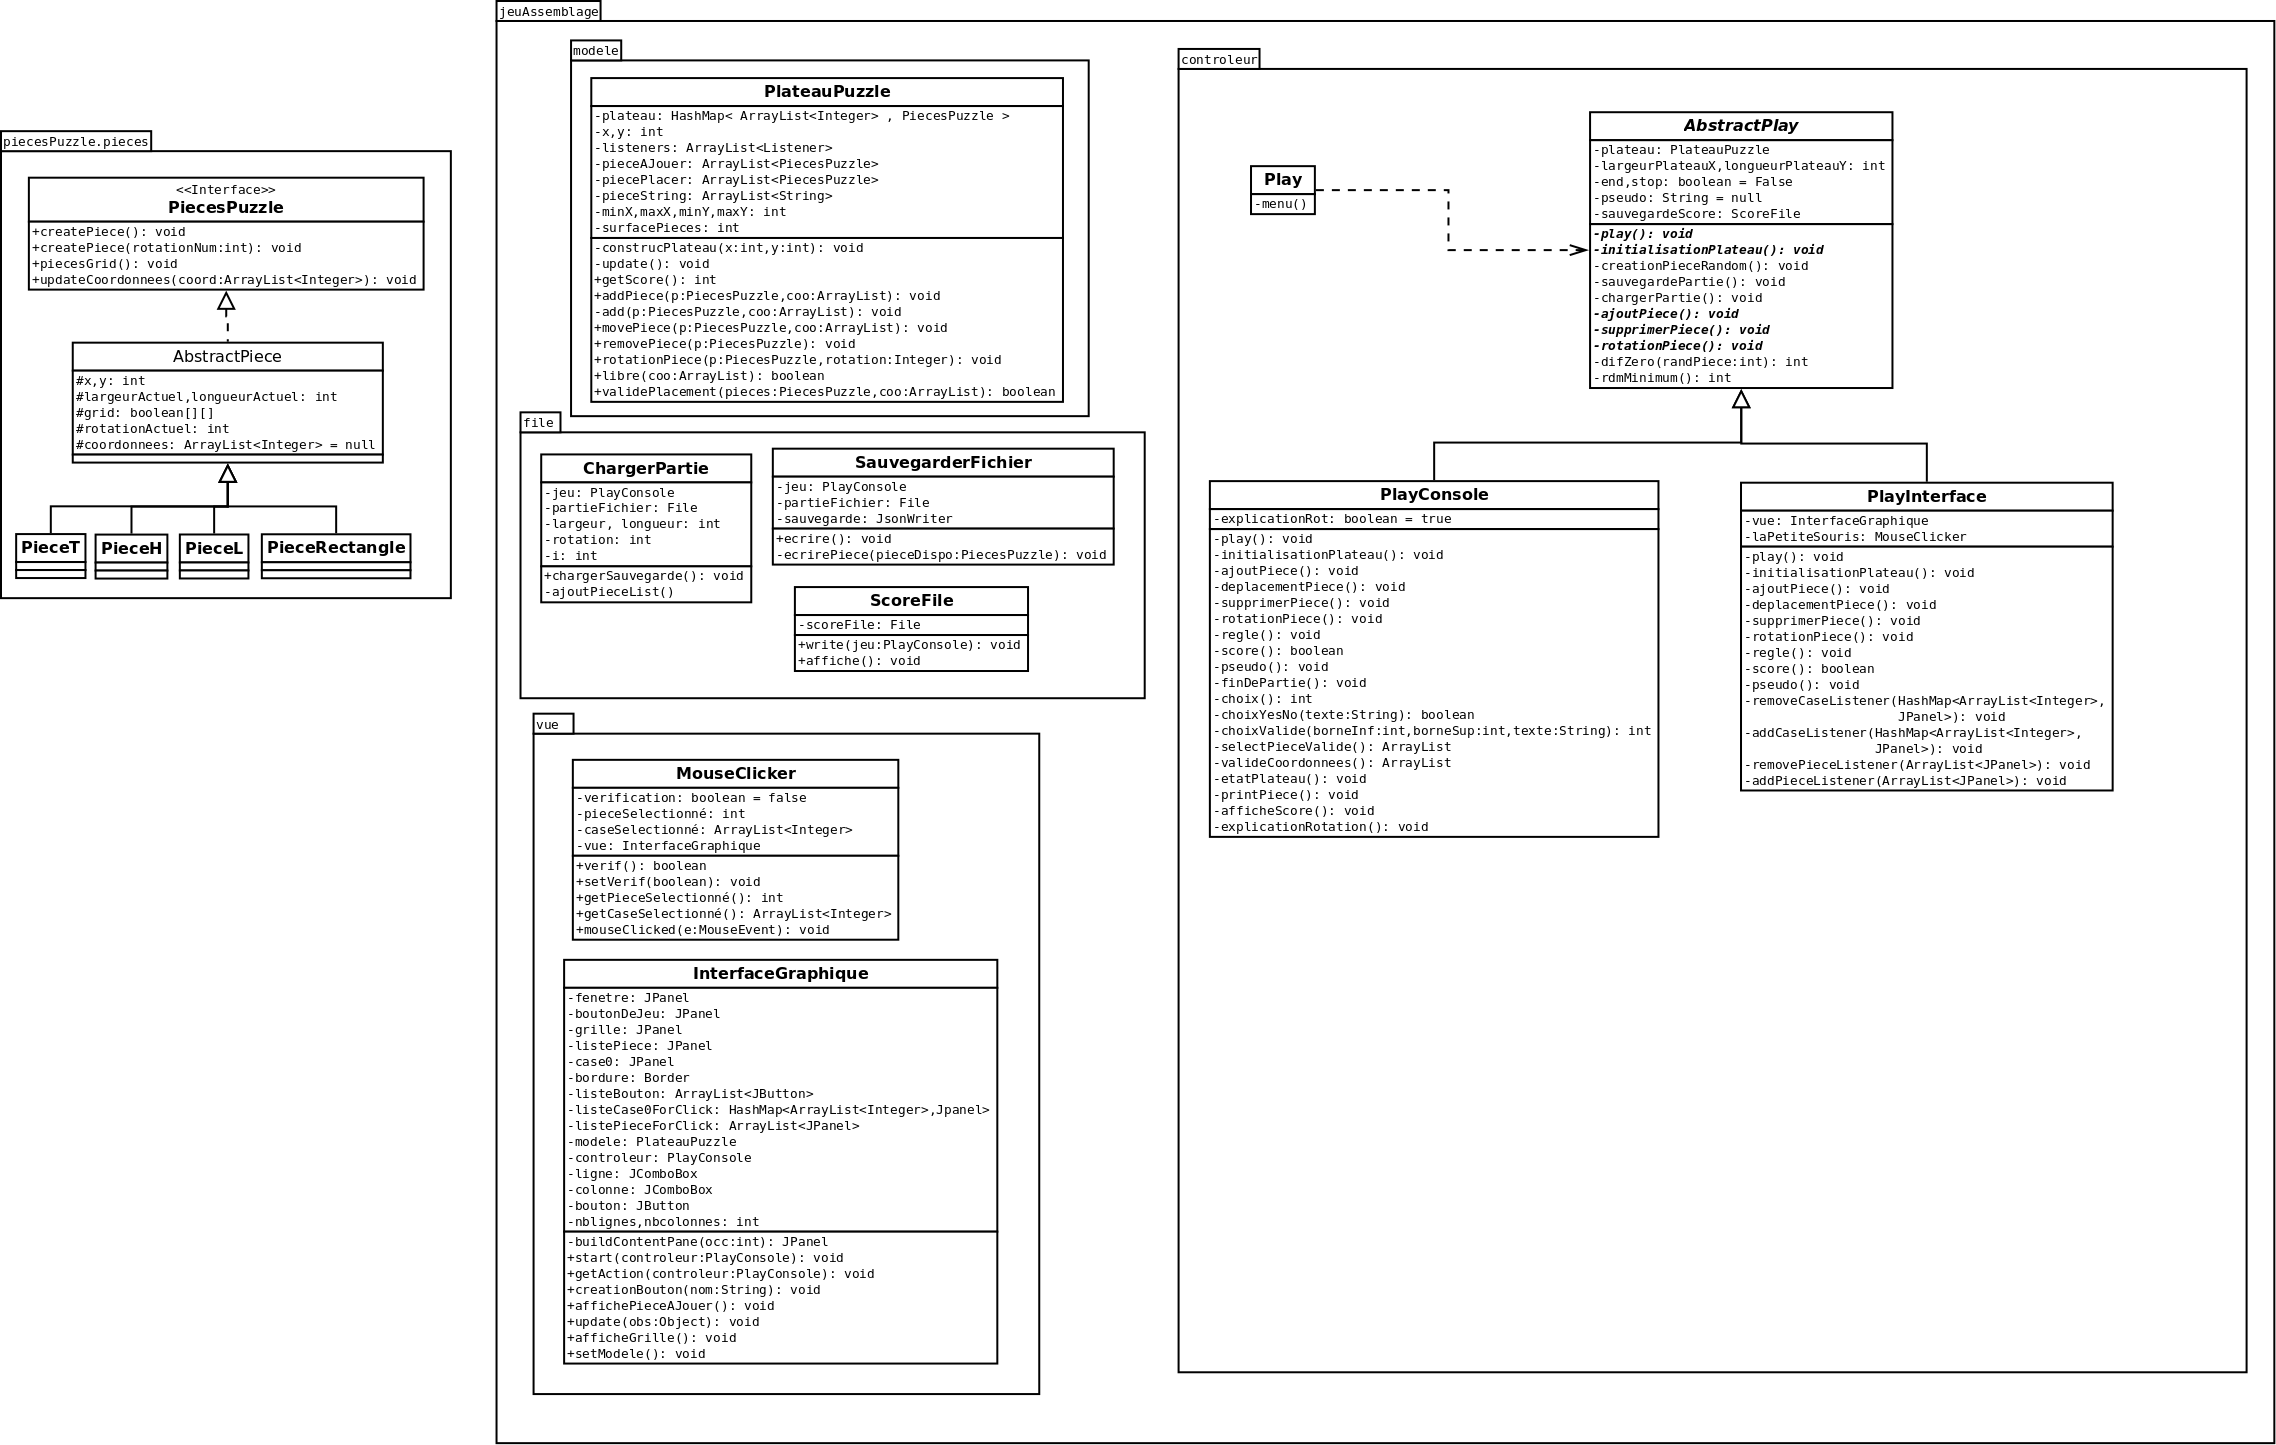 piecesPuzzle.pieces
<<Interface>>
PiecesPuzzle
+createPiece(): void
+createPiece(rotationNum:int): void
+piecesGrid(): void
+updateCoordonnees(coord:ArrayList<Integer>): void
AbstractPiece
#x,y: int
#largeurActuel,longueurActuel: int
#grid: boolean[][]
#rotationActuel: int
#coordonnees: ArrayList<Integer> = null
PieceT
PieceH
PieceL
PieceRectangle
jeuAssemblage
modele
PlateauPuzzle
-plateau: HashMap< ArrayList<Integer> , PiecesPuzzle >
-x,y: int
-listeners: ArrayList<Listener>
-pieceAJouer: ArrayList<PiecesPuzzle>
-piecePlacer: ArrayList<PiecesPuzzle>
-pieceString: ArrayList<String>
-minX,maxX,minY,maxY: int
-surfacePieces: int
-construcPlateau(x:int,y:int): void
-update(): void
+getScore(): int
+addPiece(p:PiecesPuzzle,coo:ArrayList): void
-add(p:PiecesPuzzle,coo:ArrayList): void
+movePiece(p:PiecesPuzzle,coo:ArrayList): void
+removePiece(p:PiecesPuzzle): void
+rotationPiece(p:PiecesPuzzle,rotation:Integer): void
+libre(coo:ArrayList): boolean
+validePlacement(pieces:PiecesPuzzle,coo:ArrayList): boolean
file
ChargerPartie
-jeu: PlayConsole
-partieFichier: File
-largeur, longueur: int
-rotation: int
-i: int
+chargerSauvegarde(): void
-ajoutPieceList()
SauvegarderFichier
-jeu: PlayConsole
-partieFichier: File
-sauvegarde: JsonWriter
+ecrire(): void
-ecrirePiece(pieceDispo:PiecesPuzzle): void
ScoreFile
-scoreFile: File
+write(jeu:PlayConsole): void
+affiche(): void
vue
MouseClicker
-verification: boolean = false
-pieceSelectionné: int
-caseSelectionné: ArrayList<Integer>
-vue: InterfaceGraphique
+verif(): boolean
+setVerif(boolean): void
+getPieceSelectionné(): int
+getCaseSelectionné(): ArrayList<Integer>
+mouseClicked(e:MouseEvent): void
InterfaceGraphique
-fenetre: JPanel
-boutonDeJeu: JPanel
-grille: JPanel
-listePiece: JPanel
-case0: JPanel
-bordure: Border
-listeBouton: ArrayList<JButton>
-listeCase0ForClick: HashMap<ArrayList<Integer>,Jpanel>
-listePieceForClick: ArrayList<JPanel>
-modele: PlateauPuzzle
-controleur: PlayConsole
-ligne: JComboBox
-colonne: JComboBox
-bouton: JButton
-nblignes,nbcolonnes: int
-buildContentPane(occ:int): JPanel
+start(controleur:PlayConsole): void
+getAction(controleur:PlayConsole): void
+creationBouton(nom:String): void
+affichePieceAJouer(): void
+update(obs:Object): void
+afficheGrille(): void
+setModele(): void
controleur
Play
-menu()
AbstractPlay
-plateau: PlateauPuzzle
-largeurPlateauX,longueurPlateauY: int
-end,stop: boolean = False
-pseudo: String = null
-sauvegardeScore: ScoreFile
-play(): void
-initialisationPlateau(): void
-creationPieceRandom(): void
-sauvegardePartie(): void
-chargerPartie(): void
-ajoutPiece(): void
-supprimerPiece(): void
-rotationPiece(): void
-difZero(randPiece:int): int
-rdmMinimum(): int
PlayConsole
-explicationRot: boolean = true
-play(): void
-initialisationPlateau(): void
-ajoutPiece(): void
-deplacementPiece(): void
-supprimerPiece(): void
-rotationPiece(): void
-regle(): void
-score(): boolean
-pseudo(): void
-finDePartie(): void
-choix(): int
-choixYesNo(texte:String): boolean
-choixValide(borneInf:int,borneSup:int,texte:String): int
-selectPieceValide(): ArrayList
-valideCoordonnees(): ArrayList
-etatPlateau(): void
-printPiece(): void
-afficheScore(): void
-explicationRotation(): void
PlayInterface
-vue: InterfaceGraphique
-laPetiteSouris: MouseClicker
-play(): void
-initialisationPlateau(): void
-ajoutPiece(): void
-deplacementPiece(): void
-supprimerPiece(): void
-rotationPiece(): void
-regle(): void
-score(): boolean
-pseudo(): void
-removeCaseListener(HashMap<ArrayList<Integer>,
JPanel>): void
-addCaseListener(HashMap<ArrayList<Integer>,
JPanel>): void
-removePieceListener(ArrayList<JPanel>): void
-addPieceListener(ArrayList<JPanel>): void